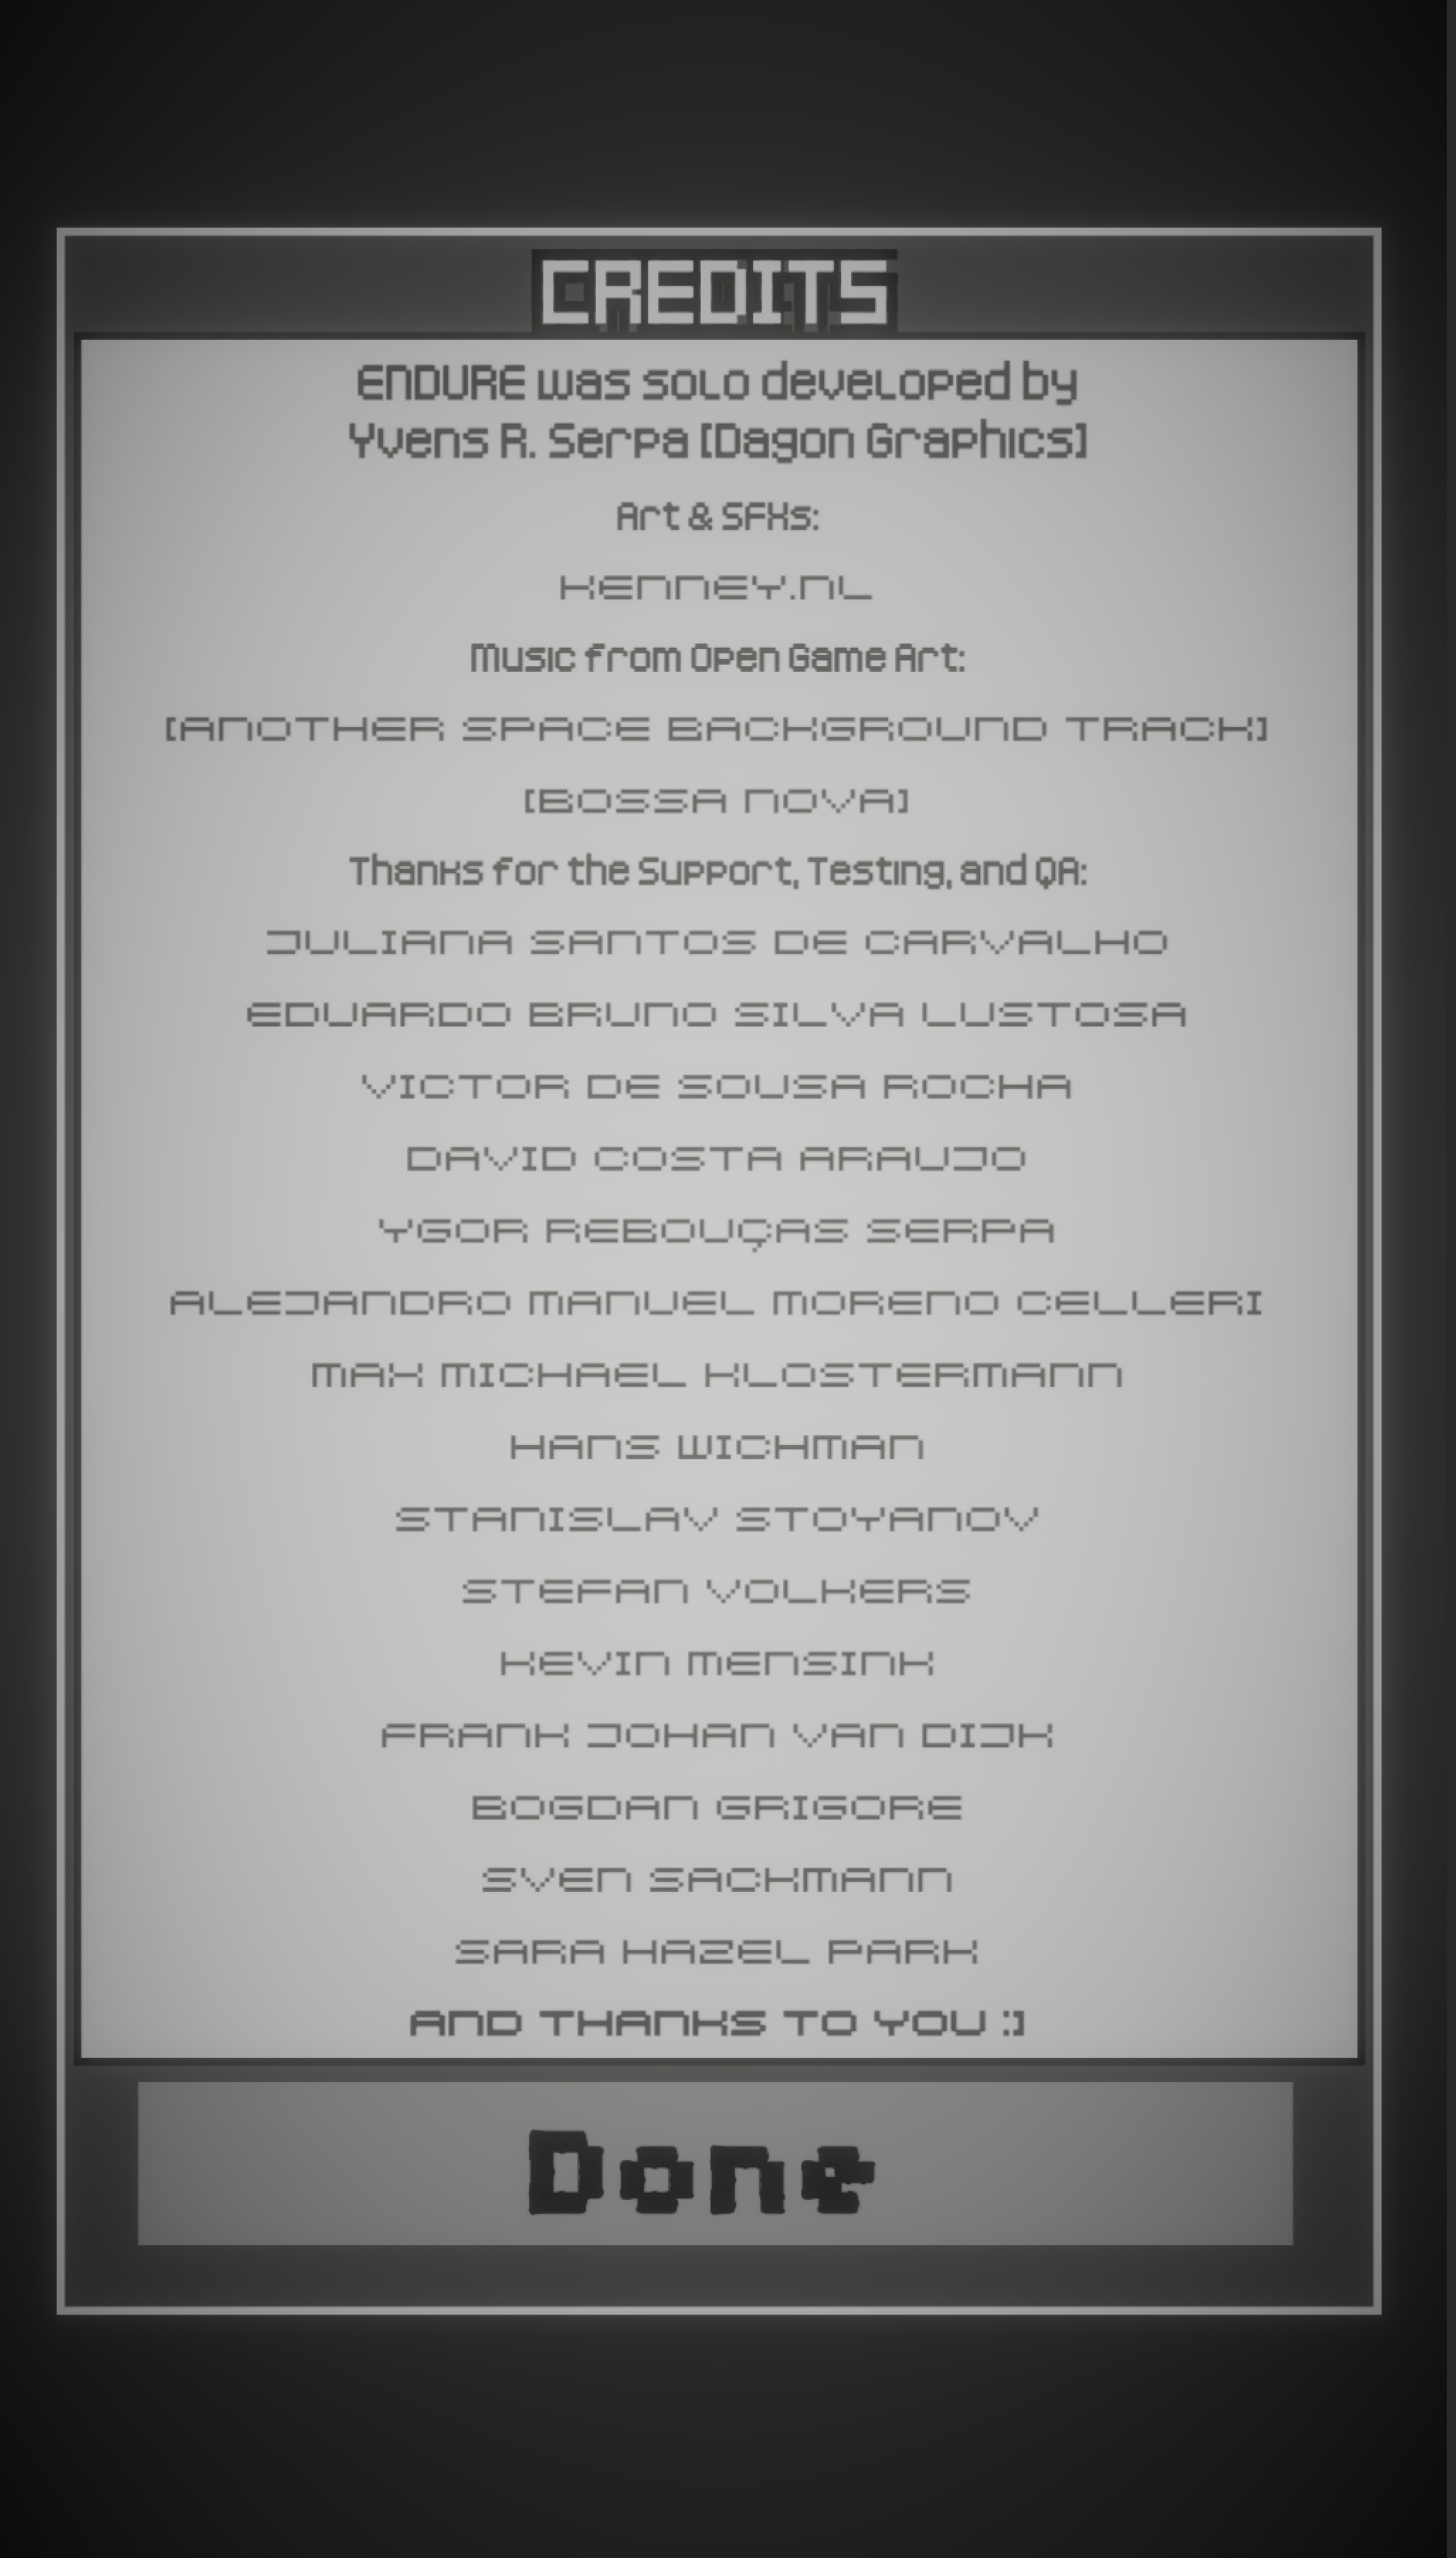 CREDITS
ENDURE was solo developed by
Yvens R. Serpa [Dagon Graphics]
Art & SFXs:
KENNEY.NL
Music from Open Game Art:
[ANOTHER SPACE BACKGROUND TRACK]
[BOSSA NOVA]
Thanks for the Support, Testing, and QA:
JULIANA SANTOS DE CARVALHO
EDUARDO BRUNO SILVA LUSTOSA
VICTOR DE SOUSA ROCHA
DAVID COSTA ARAUJO
YGOR REBOUÇAS SERPA
ALEJANDRO MANUEL MORENO CELLERI
MAX MICHAEL KLOSTERMANN
HANS WICHMAN
STANISLAV STOYANOV
STEFAN VOLKERS
KEVIN MENSINK
FRANK JOHAN VAN DIJK
BOGDAN GRIGORE
SVEN SACKMANN
SARA HAZEL PARK
AND THANKS TO YOU :]
Done